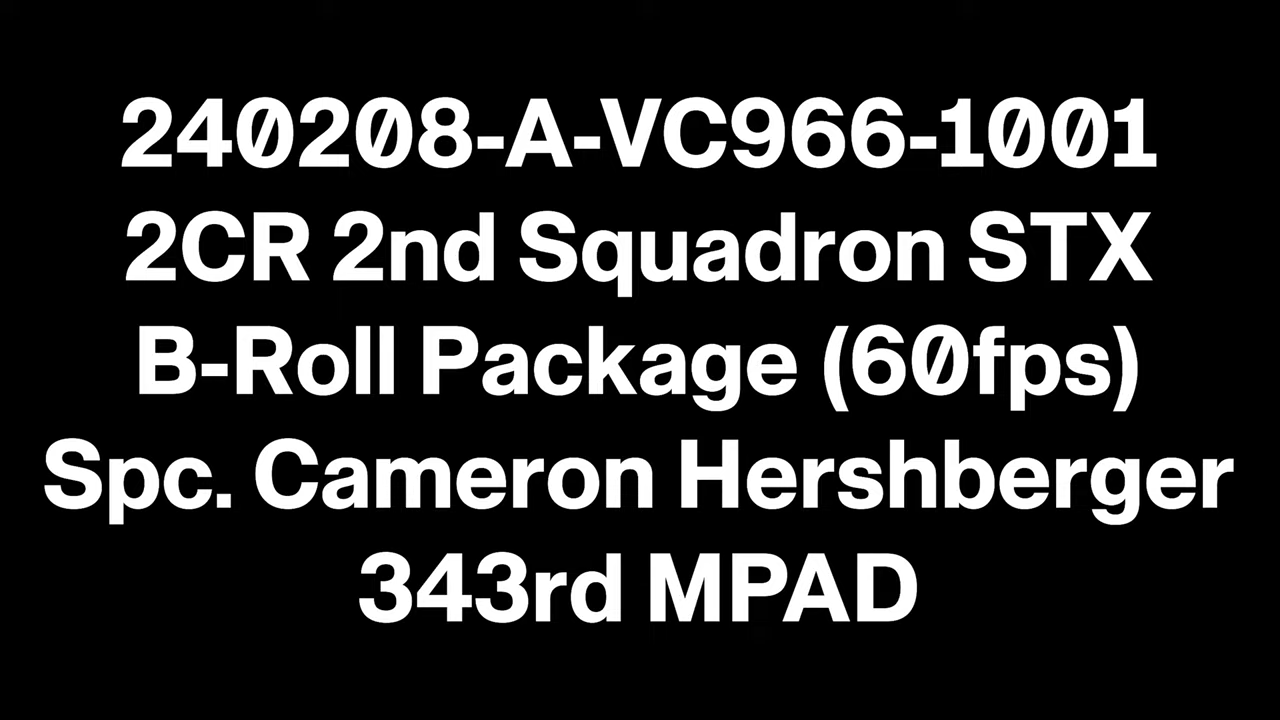 240208-A-VC966-1001
2CR 2nd Squadron STX
B-Roll Package (60fps)
Spc. Cameron Hershberger
343rd MPAD